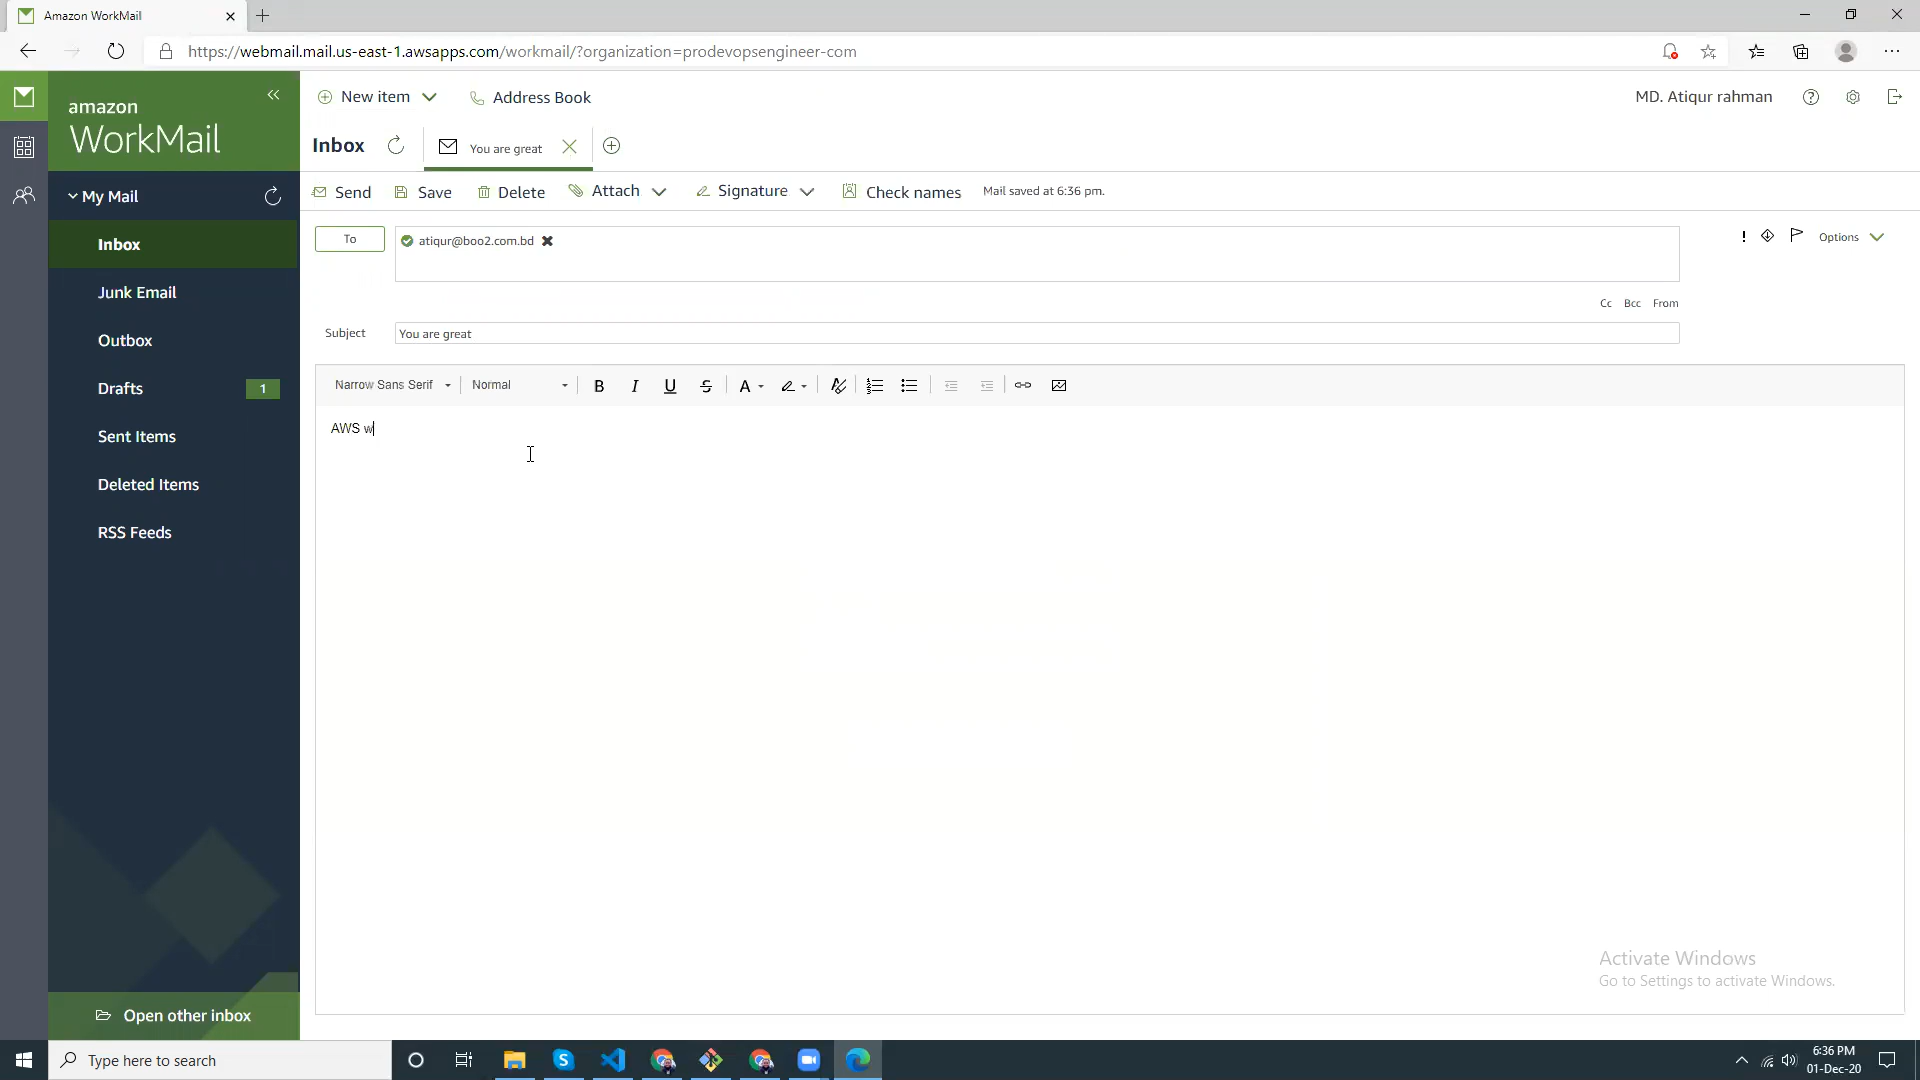 Amazon WorkMail
https://webmail.mail.us-east-1.awsapps.com/workmail/?organization=prodevopsengineer-com
amazon
WorkMail
New item
Address Book
MD. Atiqur rahman
Inbox
You are great
Send
Save
Delete
Attach
Signature
Check names
Mail saved at 6:36 pm.
My Mail
Inbox
Junk Email
Outbox
Drafts
1
Sent Items
Deleted Items
RSS Feeds
Open other inbox
To
atiqur@boo2.com.bd
Options
Cc
Bcc
From
Subject
You are great
Narrow Sans Serif
Normal
B
I
U
S
A
AWS w
Activate Windows
Go to Settings to activate Windows.
Type here to search
6:36 PM
01-Dec-20